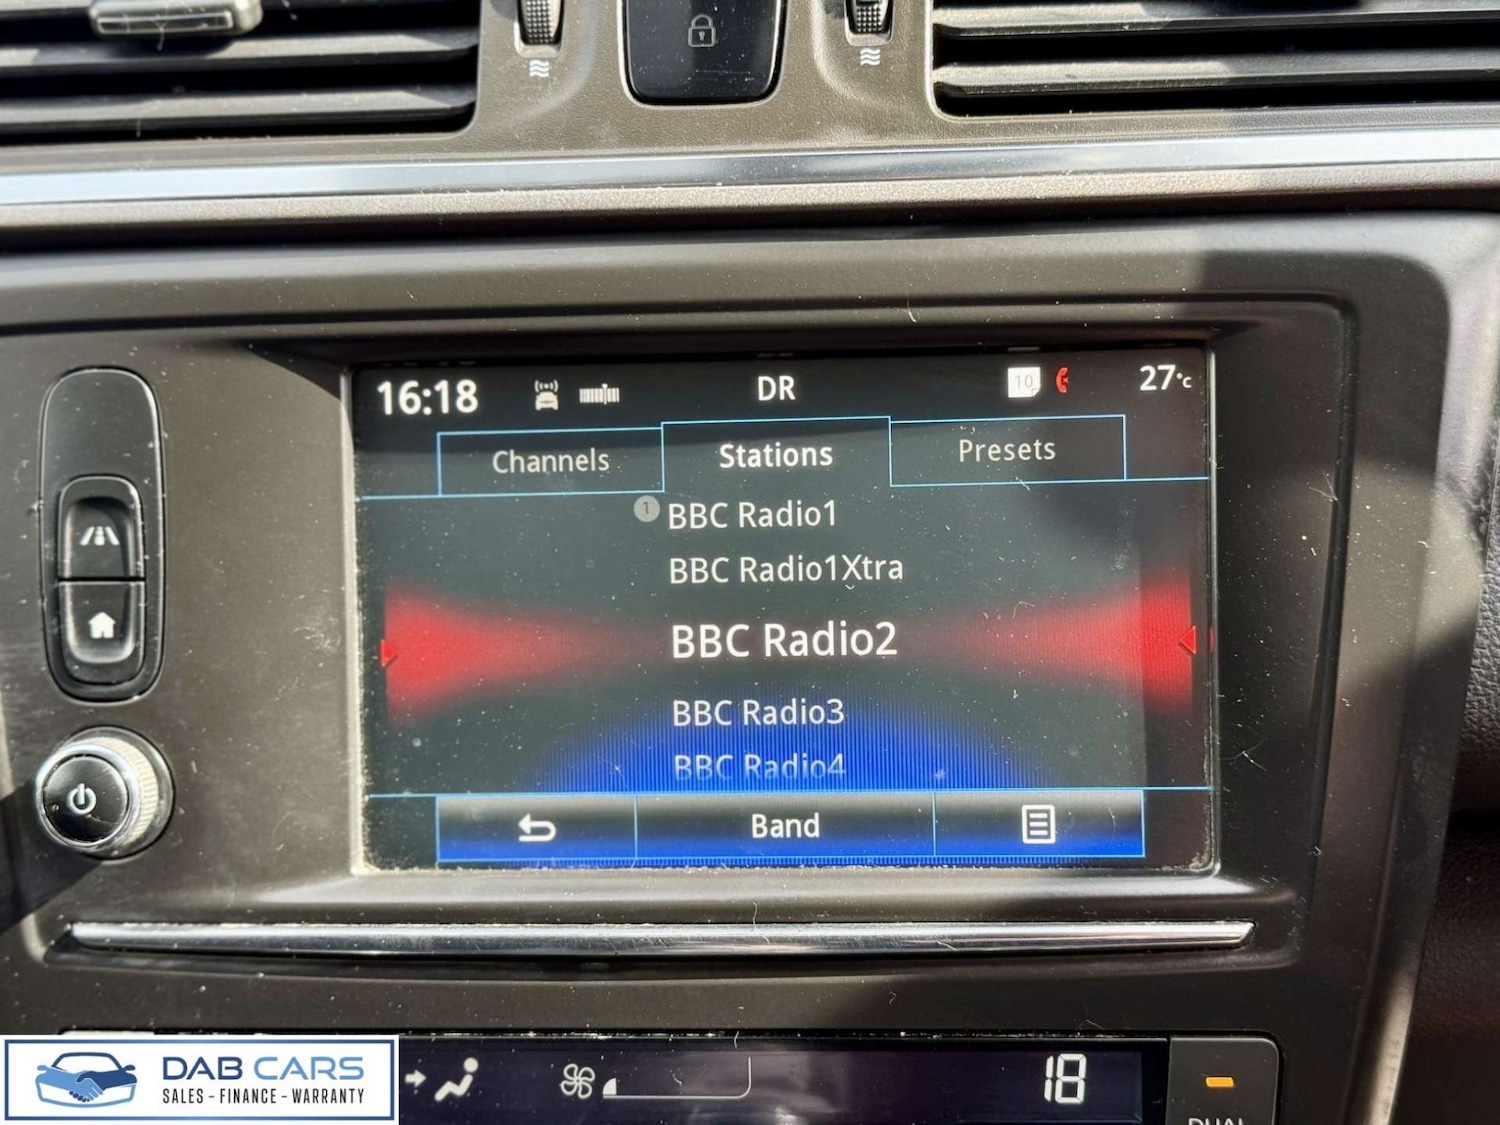 16:18
DR
10
27°C
Channels
Stations
Presets
1
BBC Radio1
BBC Radio1Xtra
BBC Radio2
BBC Radio3
BBC Radio4
Band
18
DUAL
DAB CARS
SALES - FINANCE - WARRANTY